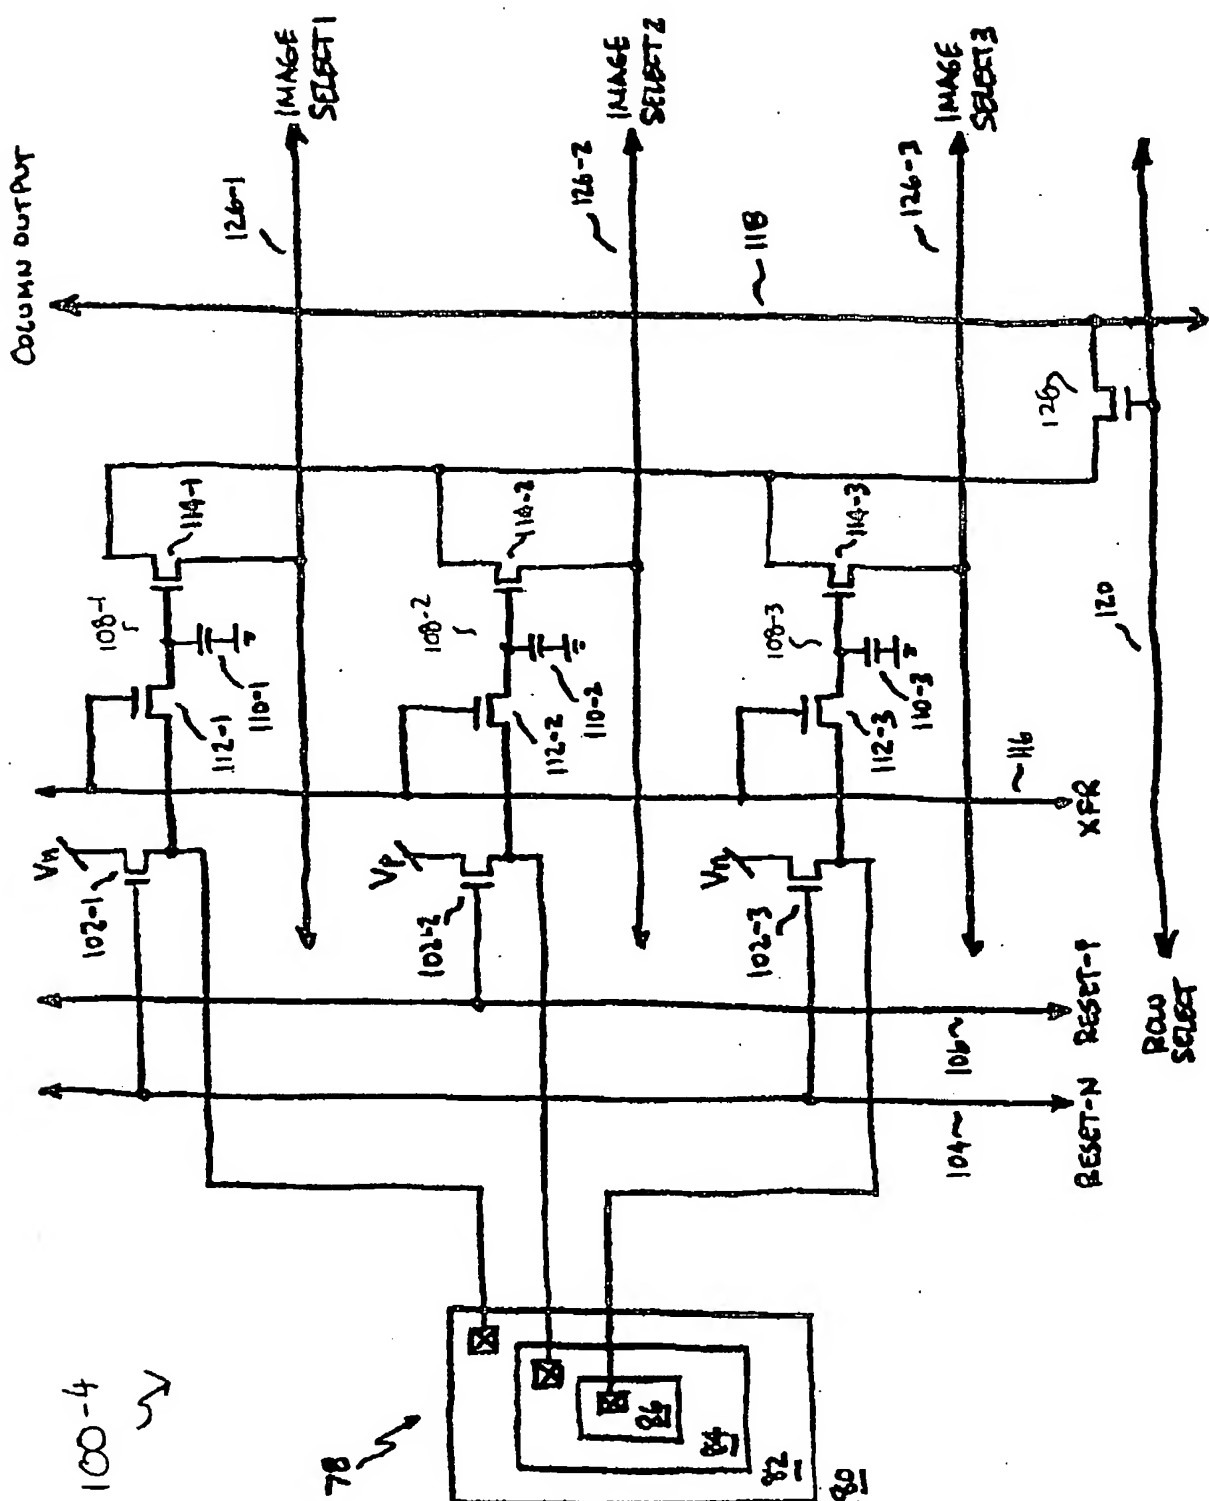 100-4
78
80
82
84
86
COLUMN OUTPUT
IMAGE
SELECT 1
IMAGE
SELECT 2
IMAGE
SELECT 3
126-1
126-2
126-3
118
126
120
108-1
114-1
110-1
112-1
102-1
Vn
108-2
114-2
110-2
112-2
102-2
Vp
108-3
114-3
110-3
112-3
102-3
Vn
116
XFR
106
RESET-P
104
RESET-N
ROW
SELECT